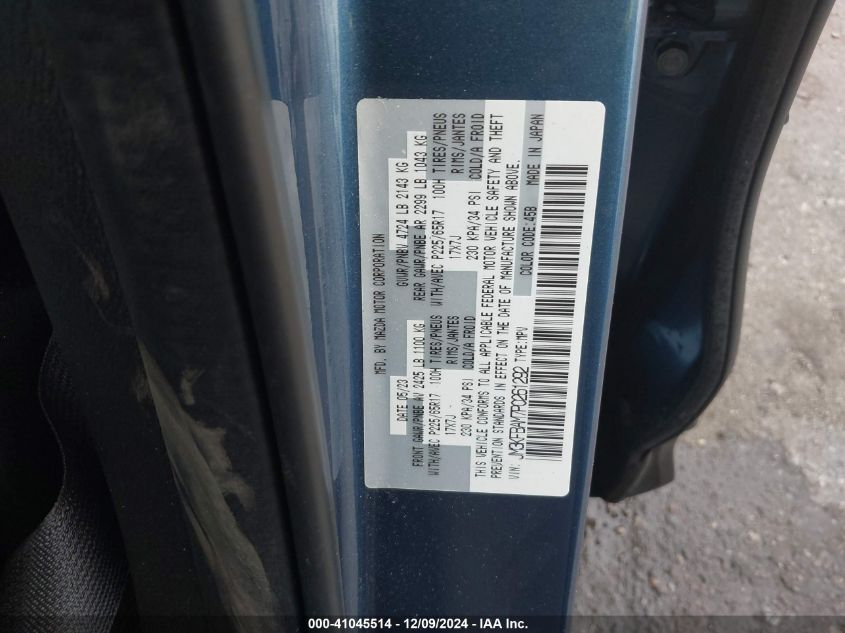 MFD. BY MAZDA MOTOR CORPORATION
DATE 05/23 GVWR/PNBV 4724 LB 2143 KG
FRONT GAWR/PNBE AV 2425 LB 1100 KG REAR GAWR/PNBE AR 2299 LB 1043 KG
WITH/AVEC P225/65R17 100H TIRES/PNEUS WITH/AVEC P225/65R17 100H TIRES/PNEUS
17X7J RIMS/JANTES 17X7J RIMS/JANTES
230 KPA/34 PSI COLD/A FROID 230 KPA/34 PSI COLD/A FROID
THIS VEHICLE CONFORMS TO ALL APPLICABLE FEDERAL MOTOR VEHICLE SAFETY AND THEFT
PREVENTION STANDARDS IN EFFECT ON THE DATE OF MANUFACTURE SHOWN ABOVE.
VIN: JM3KFBAM7P0261292 TYPE:MPV COLOR CODE:45B MADE IN JAPAN
000-41045514 - 12/09/2024 - IAA Inc.